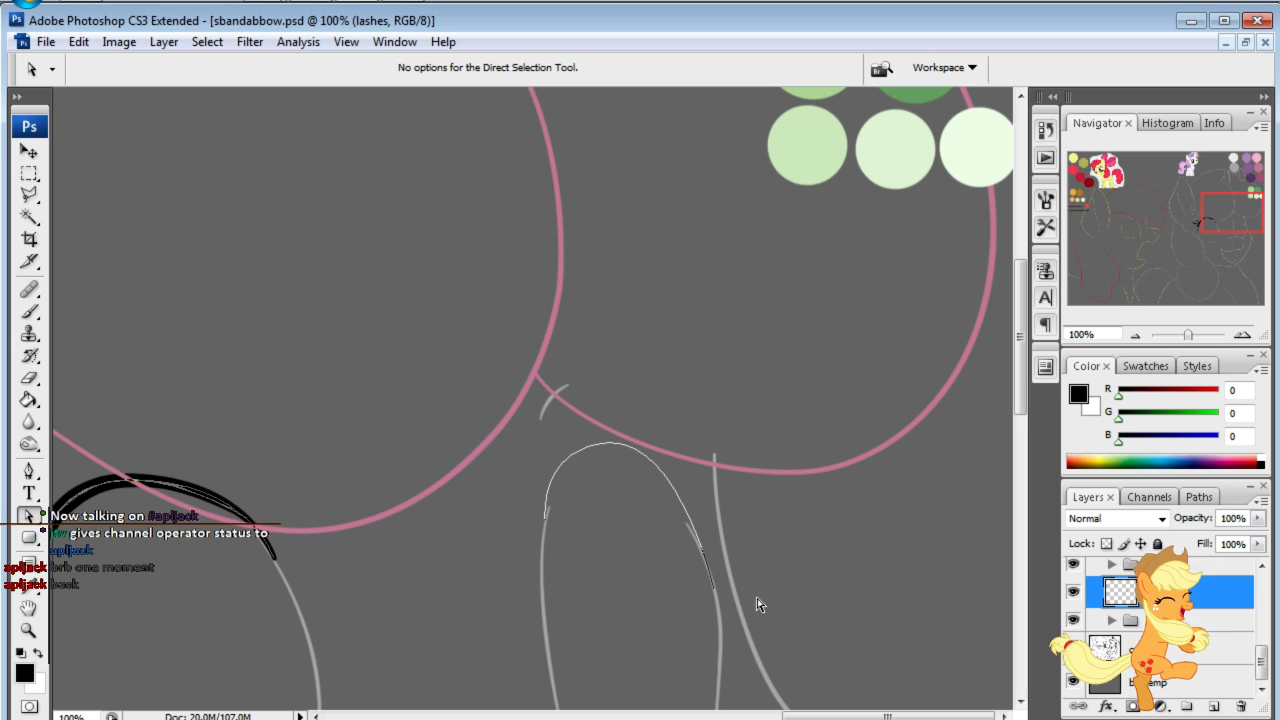 Adobe Photoshop CS3 Extended - [sbandabbow.psd @ 100% (lashes, RGB/8)]
Ps File Edit Image Layer Select Filter Analysis View Window Help
No options for the Direct Selection Tool.
Br Workspace
Ps
Navigator × Histogram Info
100%
Color × Swatches Styles
R 0
G 0
B 0
Layers × Channels Paths
Normal Opacity: 100%
Lock: Fill: 100%
T
Now talking on #apljack
gives channel operator status to
apljack
apljack brb one moment
apljack back
100% Doc: 20.0M/107.0M